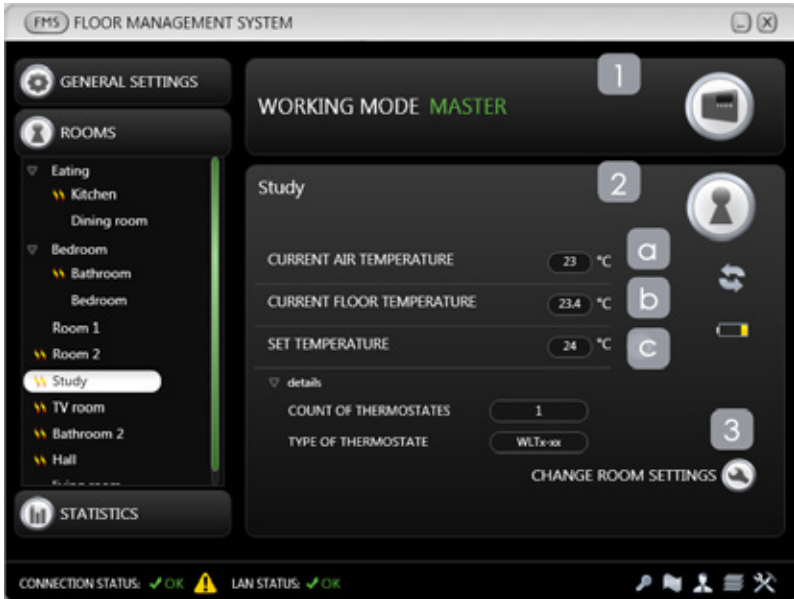 FMS FLOOR MANAGEMENT SYSTEM
GENERAL SETTINGS
ROOMS
Eating
Kitchen
Dining room
Bedroom
Bathroom
Bedroom
Room 1
Room 2
Study
TV room
Bathroom 2
Hall
living room
STATISTICS
1
WORKING MODE MASTER
2
Study
CURRENT AIR TEMPERATURE 23 °C a
CURRENT FLOOR TEMPERATURE 23.4 °C b
SET TEMPERATURE 24 °C c
details
COUNT OF THERMOSTATES 1
TYPE OF THERMOSTATE WLTx-xx
3
CHANGE ROOM SETTINGS
CONNECTION STATUS: OK LAN STATUS: OK